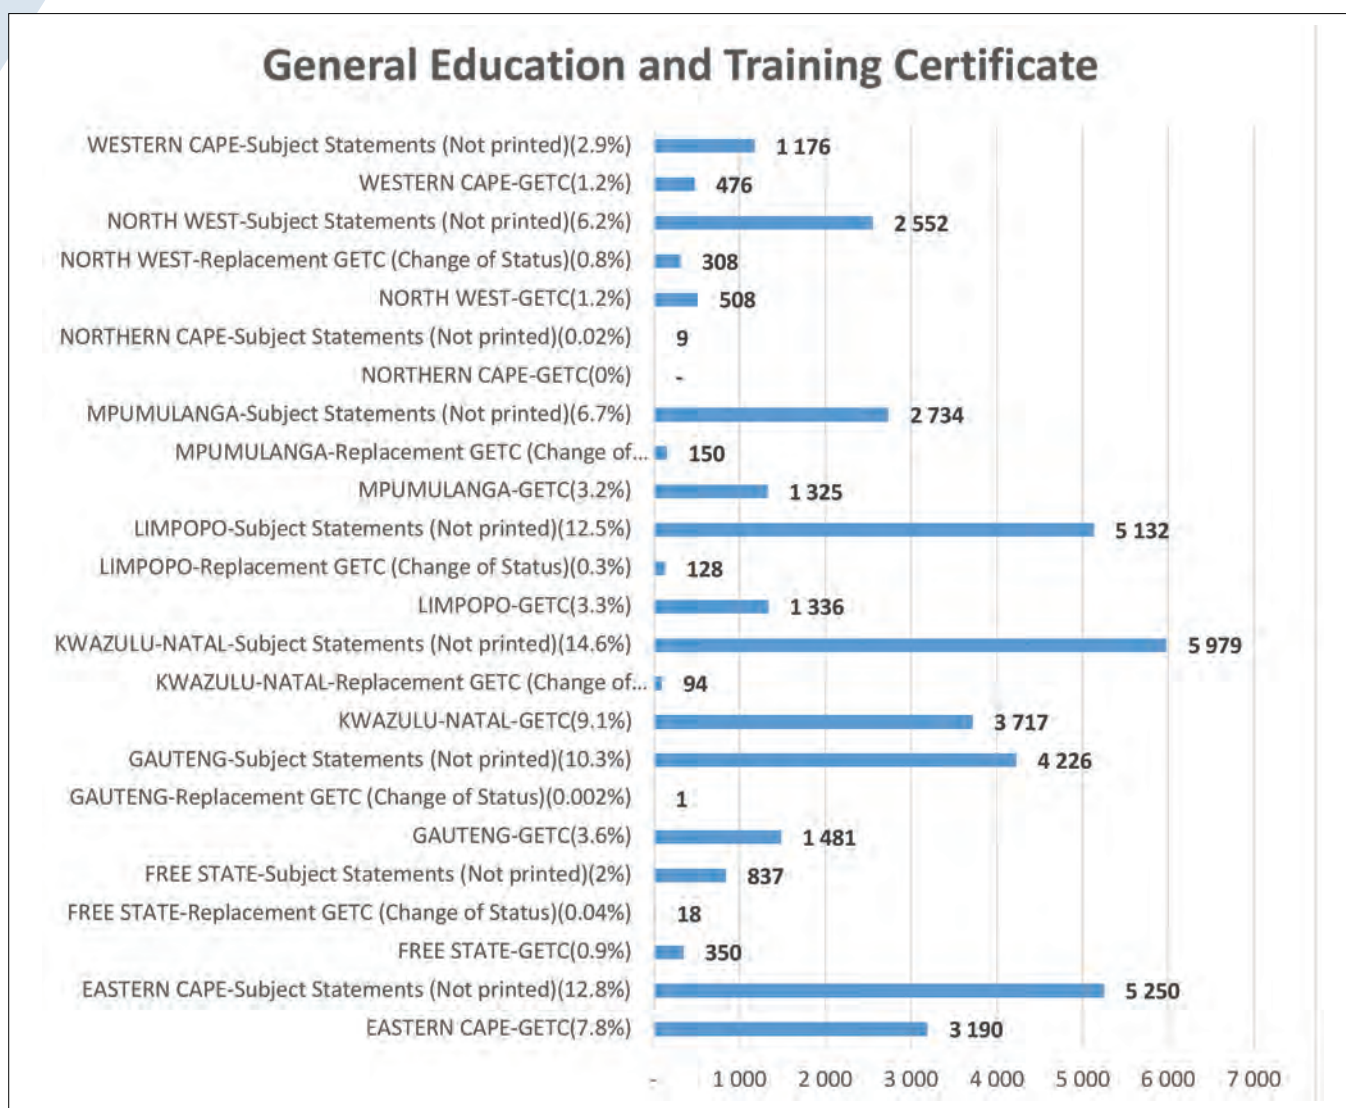 General Education and Training Certificate
WESTERN CAPE-Subject Statements (Not printed)(2.9%) 1 176
WESTERN CAPE-GETC(1.2%) 476
NORTH WEST-Subject Statements (Not printed)(6.2%) 2 552
NORTH WEST-Replacement GETC (Change of Status)(0.8%) 308
NORTH WEST-GETC(1.2%) 508
NORTHERN CAPE-Subject Statements (Not printed)(0.02%) 9
NORTHERN CAPE-GETC(0%) -
MPUMULANGA-Subject Statements (Not printed)(6.7%) 2 734
MPUMULANGA-Replacement GETC (Change of... 150
MPUMULANGA-GETC(3.2%) 1 325
LIMPOPO-Subject Statements (Not printed)(12.5%) 5 132
LIMPOPO-Replacement GETC (Change of Status)(0.3%) 128
LIMPOPO-GETC(3.3%) 1 336
KWAZULU-NATAL-Subject Statements (Not printed)(14.6%) 5 979
KWAZULU-NATAL-Replacement GETC (Change of... 94
KWAZULU-NATAL-GETC(9.1%) 3 717
GAUTENG-Subject Statements (Not printed)(10.3%) 4 226
GAUTENG-Replacement GETC (Change of Status)(0.002%) 1
GAUTENG-GETC(3.6%) 1 481
FREE STATE-Subject Statements (Not printed)(2%) 837
FREE STATE-Replacement GETC (Change of Status)(0.04%) 18
FREE STATE-GETC(0.9%) 350
EASTERN CAPE-Subject Statements (Not printed)(12.8%) 5 250
EASTERN CAPE-GETC(7.8%) 3 190
- 1 000 2 000 3 000 4 000 5 000 6 000 7 000